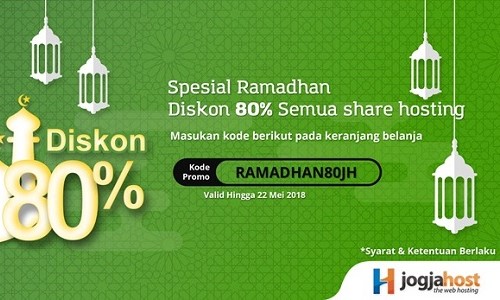 Spesial Ramadhan
Diskon 80% Semua share hosting
Masukan kode berikut pada keranjang belanja
Kode
Promo
RAMADHAN80JH
Valid Hingga 22 Mei 2018
Diskon
80%
*Syarat & Ketentuan Berlaku
jogjahost
the web hosting